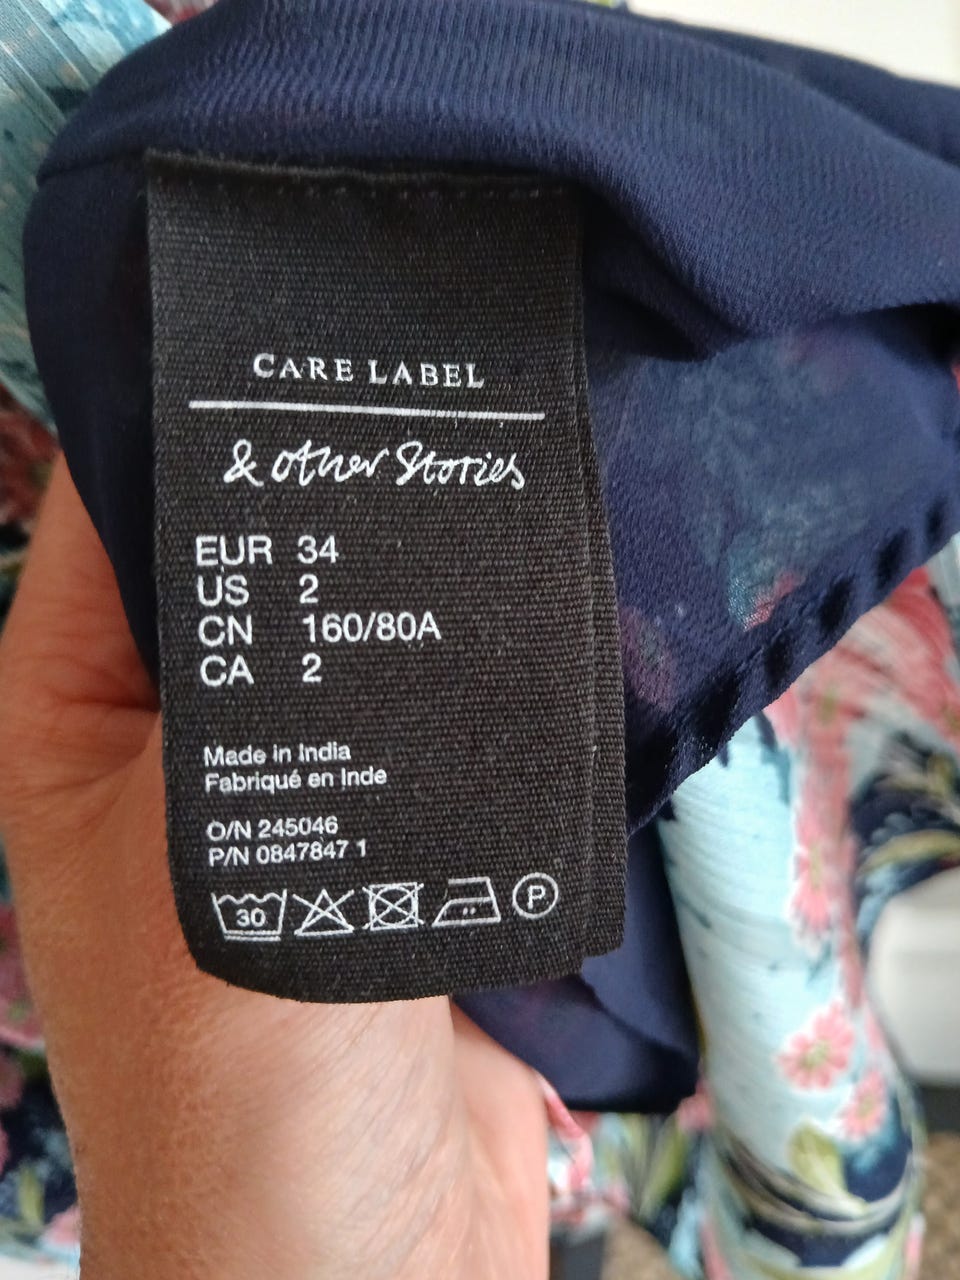 CARE LABEL
& other Stories
EUR 34
US 2
CN 160/80A
CA 2
Made in India
Fabriqué en Inde
O/N 245046
P/N 0847847 1
30 P